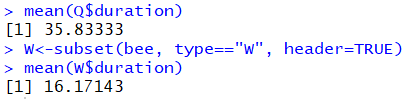 > mean(Q$duration)
[1] 35.83333
> W<-subset(bee, type=="W", header=TRUE)
> mean(W$duration)
[1] 16.17143